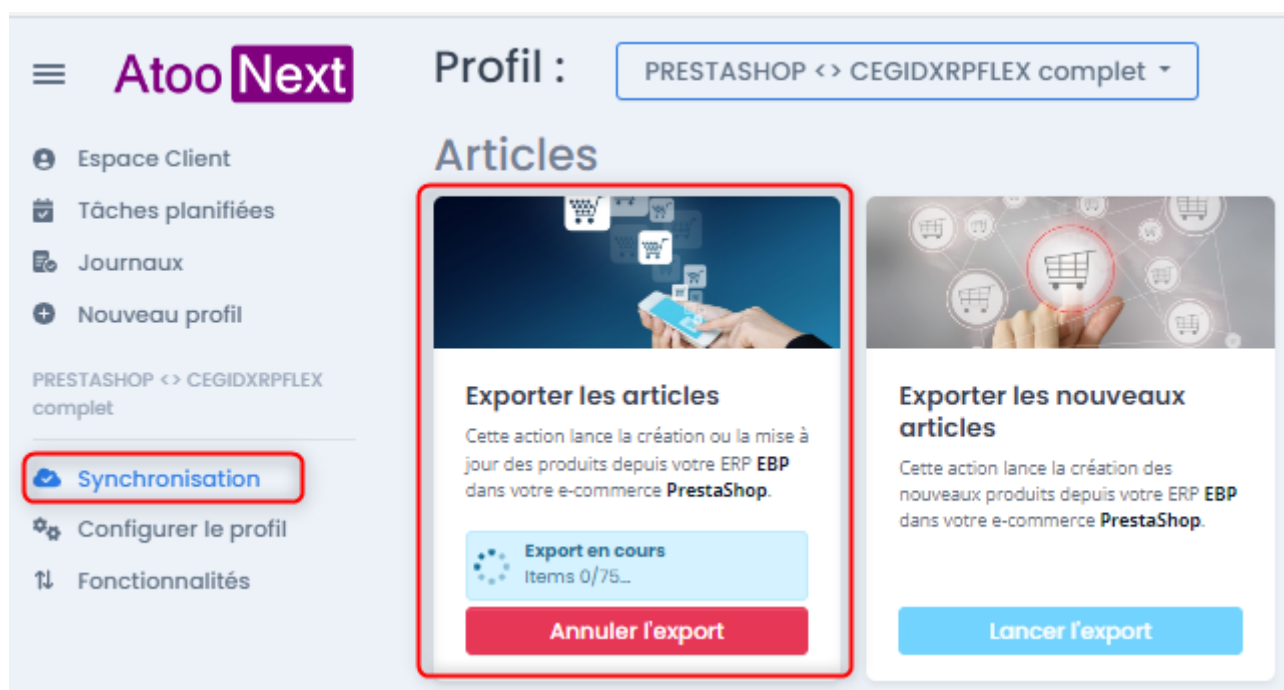 Atoo Next
Profil :
PRESTASHOP <> CEGIDXRPFLEX complet
Espace Client
Tâches planifiées
Journaux
Nouveau profil
PRESTASHOP <> CEGIDXRPFLEX
complet
Synchronisation
Configurer le profil
Fonctionnalités
Articles
Exporter les articles
Cette action lance la création ou la mise à
jour des produits depuis votre ERP EBP
dans votre e-commerce PrestaShop.
Export en cours
Items 0/75...
Annuler l'export
Exporter les nouveaux
articles
Cette action lance la création des
nouveaux produits depuis votre ERP EBP
dans votre e-commerce PrestaShop.
Lancer l'export